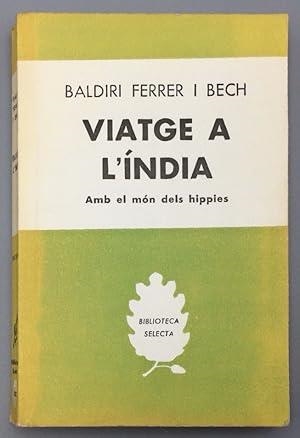 BALDIRI FERRER I BECH
VIATGE A
L'ÍNDIA
Amb el món dels hippies
BIBLIOTECA
SELECTA